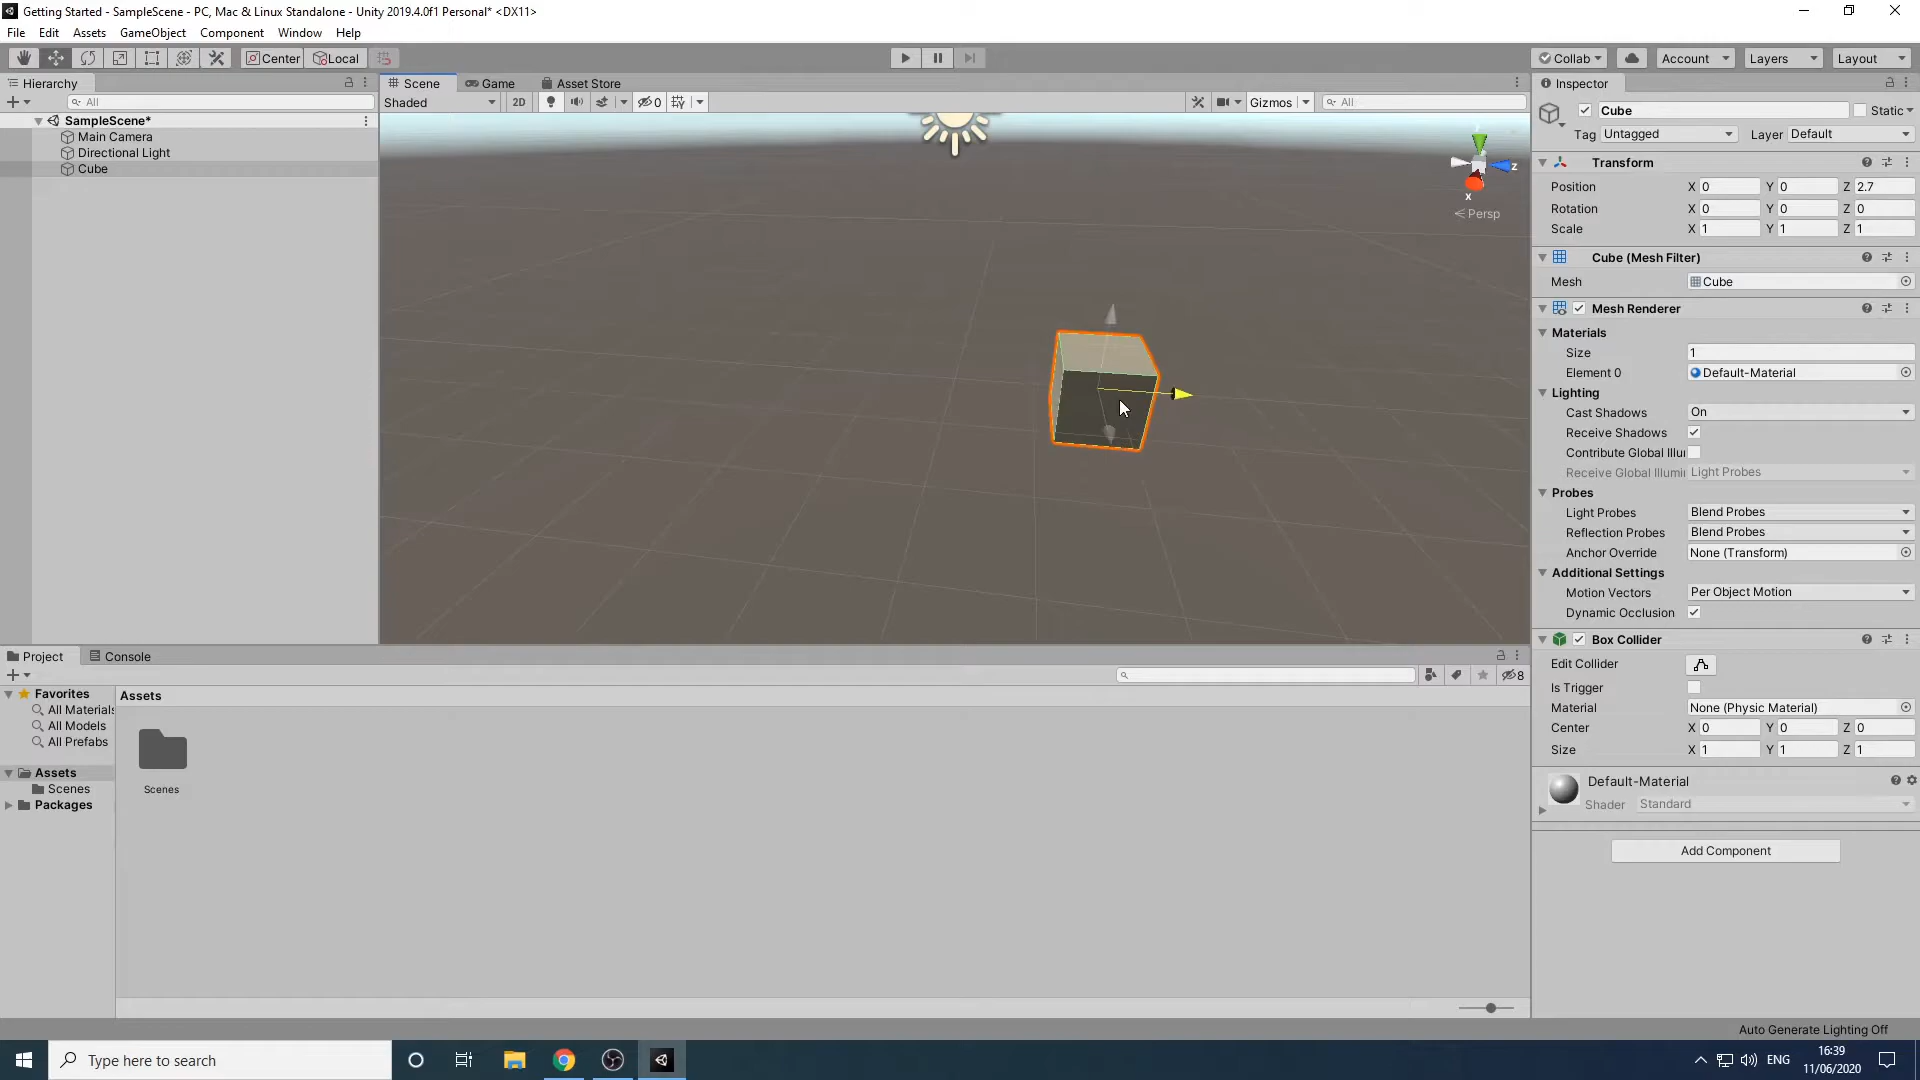 Getting Started - SampleScene - PC, Mac & Linux Standalone - Unity 2019.4.0f1 Personal* <DX11>
File Edit Assets GameObject Component Window Help
Center Local Collab Account Layers Layout
Hierarchy
All
SampleScene*
Main Camera
Directional Light
Cube
Scene Game Asset Store
Shaded 2D 0 Gizmos All
z
x
Persp
Inspector
Cube Static
Tag Untagged Layer Default
Transform
Position X 0 Y 0 Z 2.7
Rotation X 0 Y 0 Z 0
Scale X 1 Y 1 Z 1
Cube (Mesh Filter)
Mesh Cube
Mesh Renderer
Materials
Size 1
Element 0 Default-Material
Lighting
Cast Shadows On
Receive Shadows
Contribute Global Illu
Receive Global Illumi Light Probes
Probes
Light Probes Blend Probes
Reflection Probes Blend Probes
Anchor Override None (Transform)
Additional Settings
Motion Vectors Per Object Motion
Dynamic Occlusion
Box Collider
Edit Collider
Is Trigger
Material None (Physic Material)
Center X 0 Y 0 Z 0
Size X 1 Y 1 Z 1
Default-Material
Shader Standard
Add Component
Project Console
8
Favorites
All Materials
All Models
All Prefabs
Assets
Scenes
Packages
Assets
Scenes
Auto Generate Lighting Off
Type here to search
ENG
16:39
11/06/2020